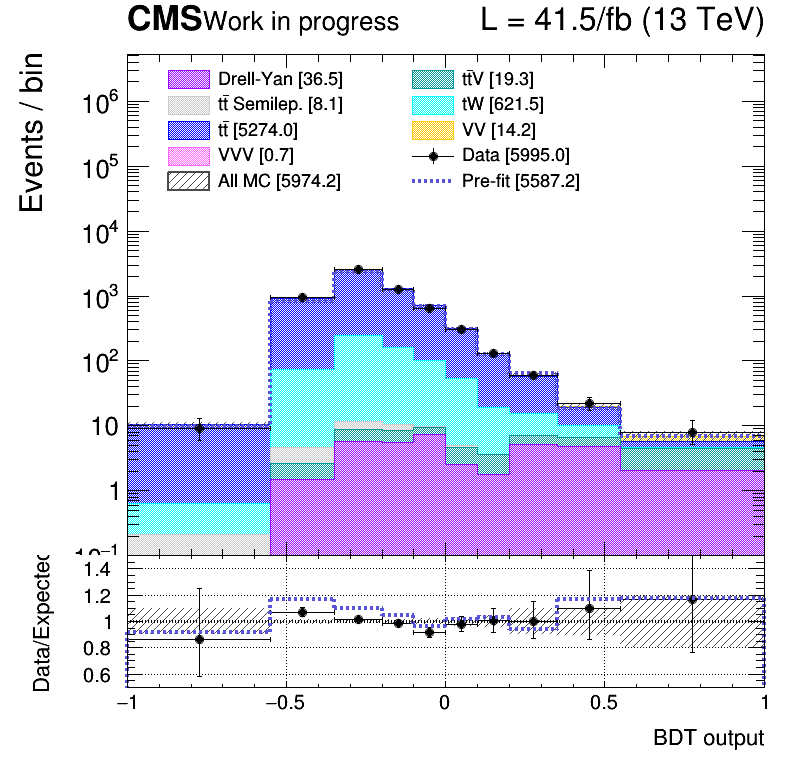 CMS Work in progress L = 41.5/fb (13 TeV)
Events / bin
Drell-Yan [36.5]
tt̄ Semilep. [8.1]
tt̄ [5274.0]
VVV [0.7]
All MC [5974.2]
tt̄V [19.3]
tW [621.5]
VV [14.2]
Data [5995.0]
Pre-fit [5587.2]
10⁶
10⁵
10⁴
10³
10²
10
1
10⁻¹
Data/Expected
1.4
1.2
1
0.8
0.6
−1 −0.5 0 0.5 1
BDT output